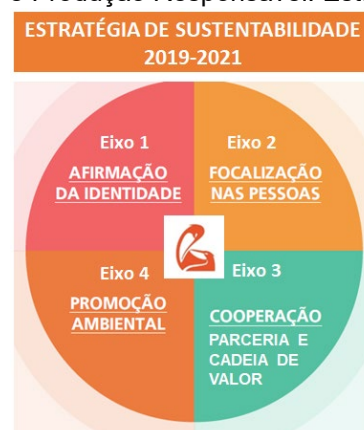 ESTRATÉGIA DE SUSTENTABILIDADE
2019-2021
Eixo 1
AFIRMAÇÃO
DA IDENTIDADE
Eixo 2
FOCALIZAÇÃO
NAS PESSOAS
Eixo 4
PROMOÇÃO
AMBIENTAL
Eixo 3
COOPERAÇÃO
PARCERIA E
CADEIA DE
VALOR